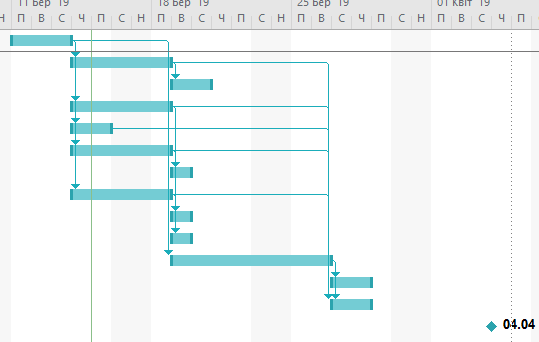 11 Бер '19 18 Бер '19 25 Бер '19 01 Квіт '19
Н П В С Ч П С Н П В С Ч П С Н П В С Ч П С Н П В С Ч П
04.04